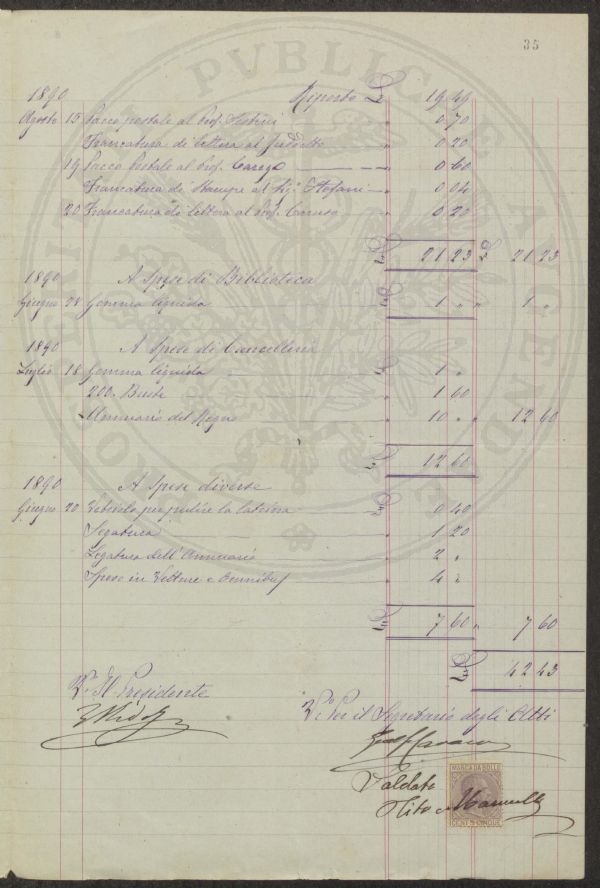 35
1890 Riporto £ 19 49
Agosto 15 Pacco postale al Prof. " 0,70
Francatura di lettera al " 0 20
19 Pacco Postale al Prof. Caruso " 0 60
Francatura di Stampe al Sig. Stefani " 0 04
20 Francatura di lettera al Prof. Caruso " 0 20
£ 21 23 £ 21 23
1890 A Spese di Biblioteca
Giugno 28 Gomma liquida £ 1 " " 1 "
1890 A Spese di Cancelleria
Luglio 18 Gomma liquida £ 1 "
200 Buste " 1 60
Annuario del Regno " 10 " " 12 60
£ 12 60
1890 A Spese diverse
Giugno 20 per pulire la latrina £ 0 40
Segatura " 1 20
Legatura dell'Annuario " 2 "
Spese in Vetture e Omnibus " 4 "
£ 7 60 " 7 60
£ 42 43
V° Il Presidente
V° Per il Segretario degli Atti
Saldato
Tito
MARCA DA BOLLO
CENT. CINQUE